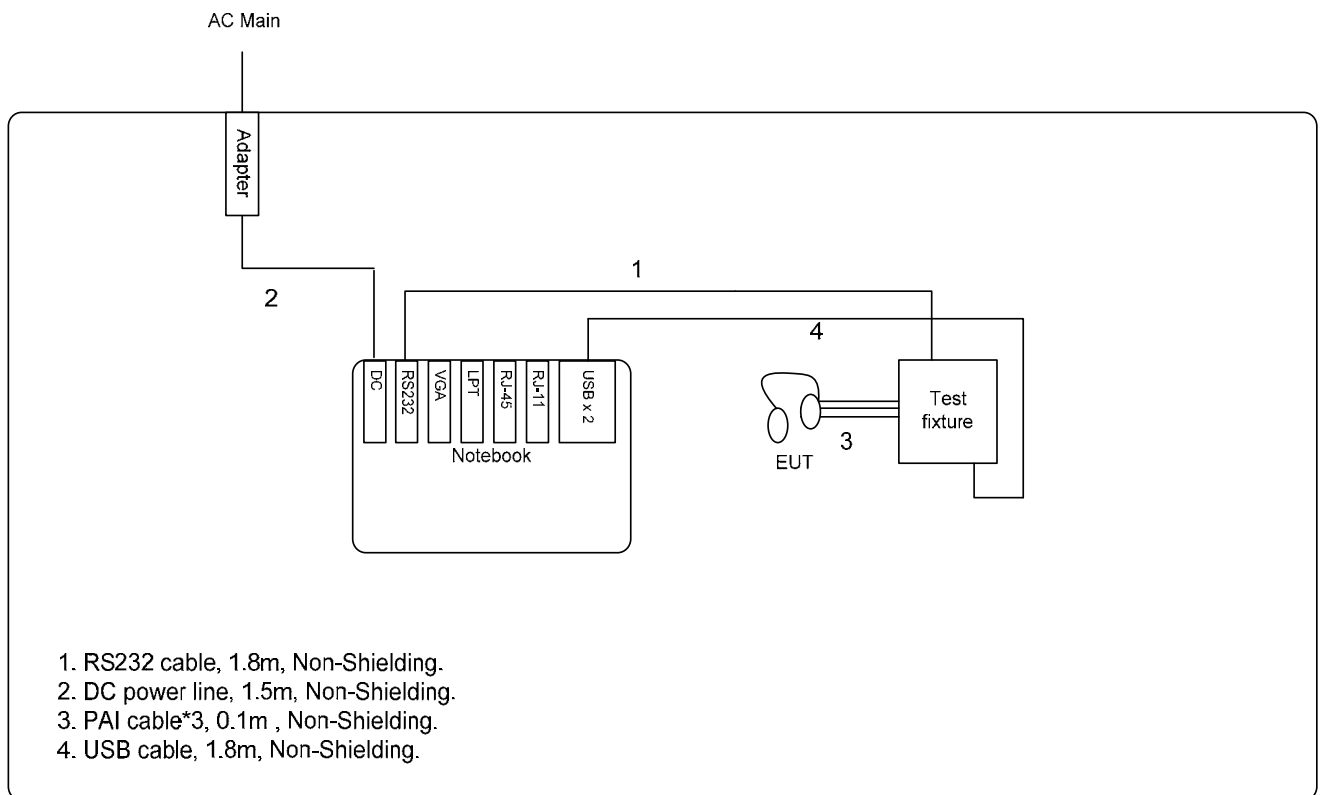 AC Main
Adapter
1
2
4
DC
RS232
VGA
LPT
RJ-45
RJ-11
USB x 2
Notebook
Test
fixture
3
EUT
1. RS232 cable, 1.8m, Non-Shielding.
2. DC power line, 1.5m, Non-Shielding.
3. PAI cable*3, 0.1m , Non-Shielding.
4. USB cable, 1.8m, Non-Shielding.